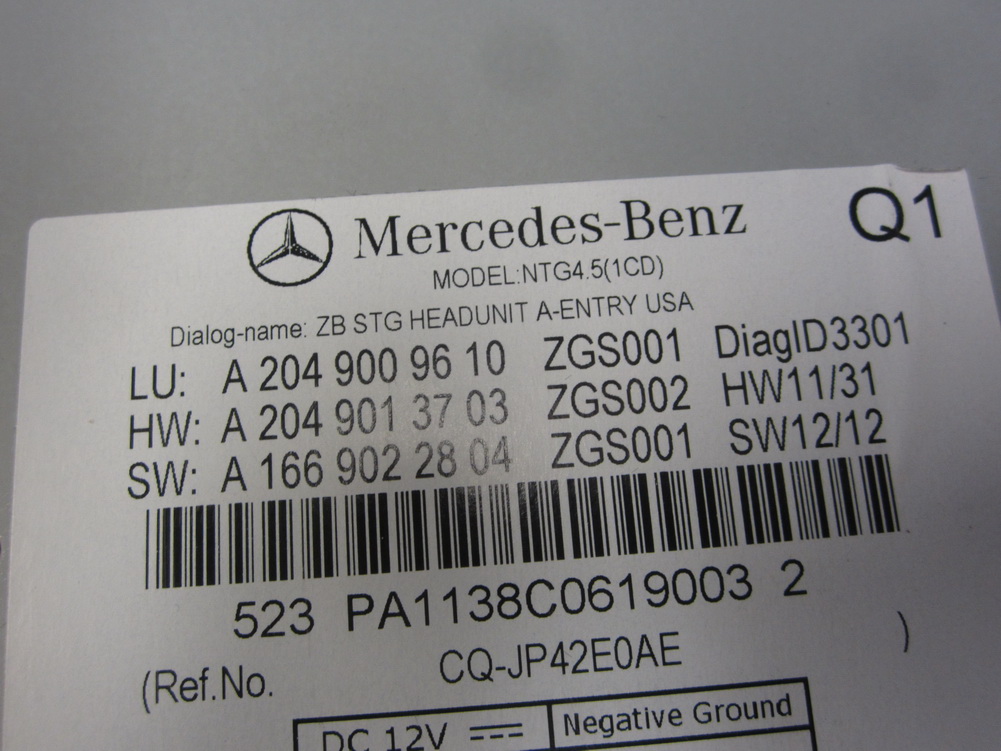 Mercedes-Benz Q1
MODEL:NTG4.5(1CD)
Dialog-name: ZB STG HEADUNIT A-ENTRY USA
LU: A 204 900 96 10 ZGS001 DiagID3301
HW: A 204 901 37 03 ZGS002 HW11/31
SW: A 166 902 28 04 ZGS001 SW12/12
523 PA1138C0619003 2
(Ref.No. CQ-JP42E0AE )
DC 12V Negative Ground